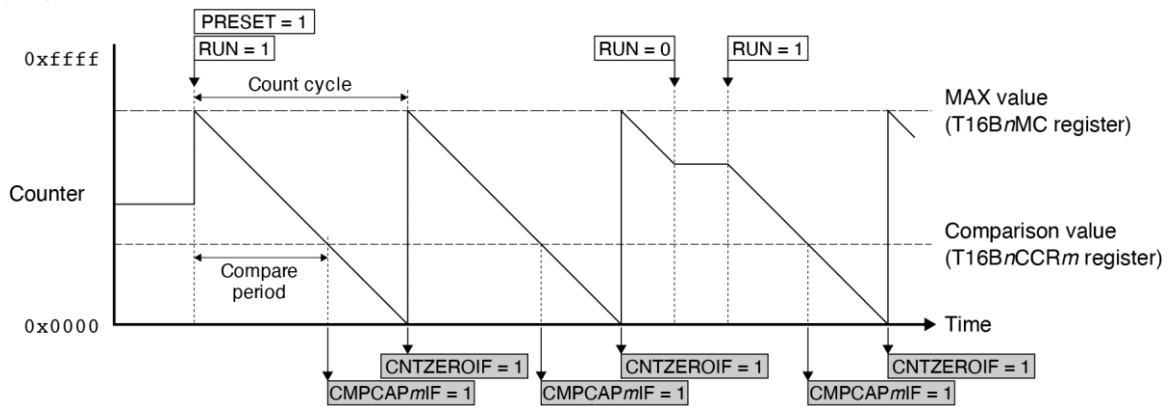 PRESET = 1
RUN = 1
RUN = 0
RUN = 1
0xffff
Count cycle
MAX value
(T16BnMC register)
Counter
Comparison value
(T16BnCCRm register)
Compare
period
0x0000
Time
CNTZEROIF = 1
CNTZEROIF = 1
CNTZEROIF = 1
CMPCAPmIF = 1
CMPCAPmIF = 1
CMPCAPmIF = 1